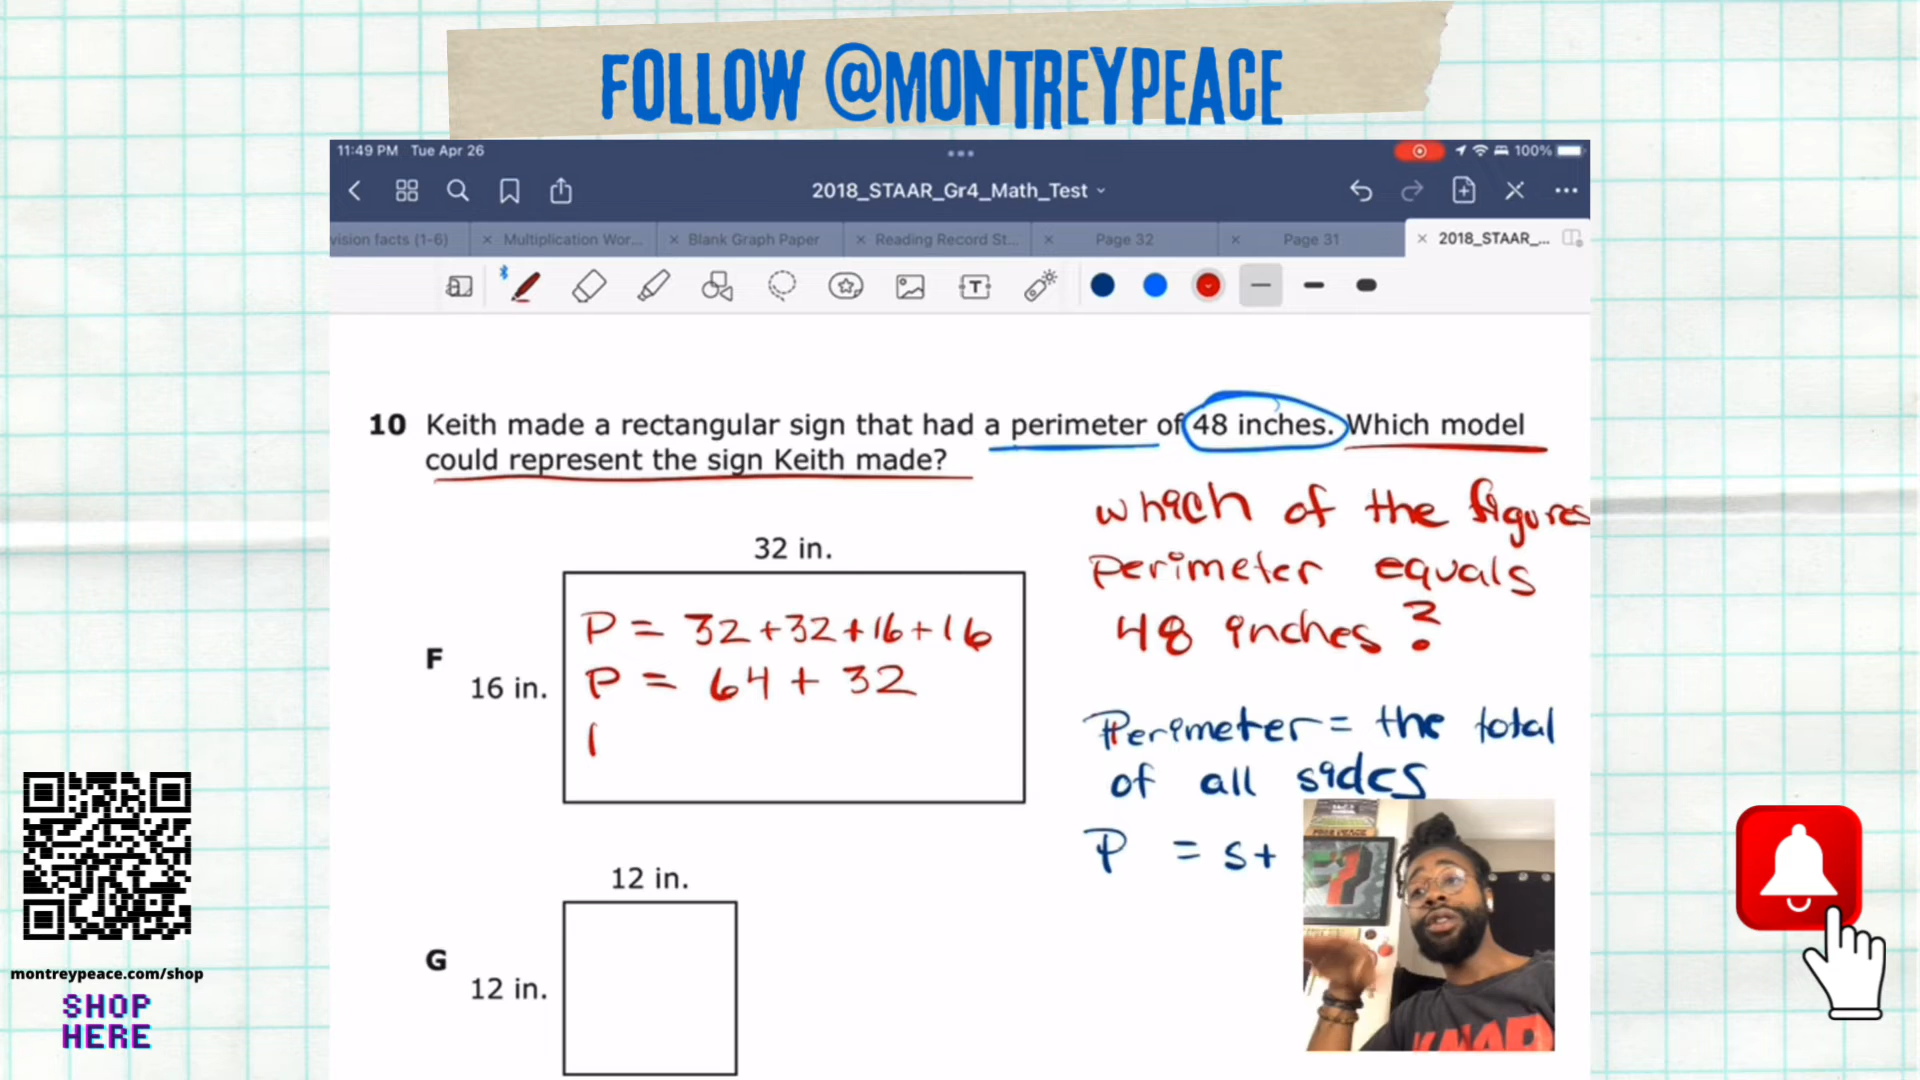 FOLLOW @MONTREYPEACE
11:49 PM Tue Apr 26
100%
2018_STAAR_Gr4_Math_Test
vision facts (1-6)
Multiplication Wor...
Blank Graph Paper
Reading Record St...
Page 32
Page 31
2018_STAAR_...
10 Keith made a rectangular sign that had a perimeter of 48 inches. Which model
could represent the sign Keith made?
which of the figures
perimeter equals
48 inches?
32 in.
F
16 in.
P = 32+32+16+16
P = 64 + 32
Perimeter = the total
of all sides
P = s+
12 in.
G
12 in.
montreypeace.com/shop
SHOP
HERE